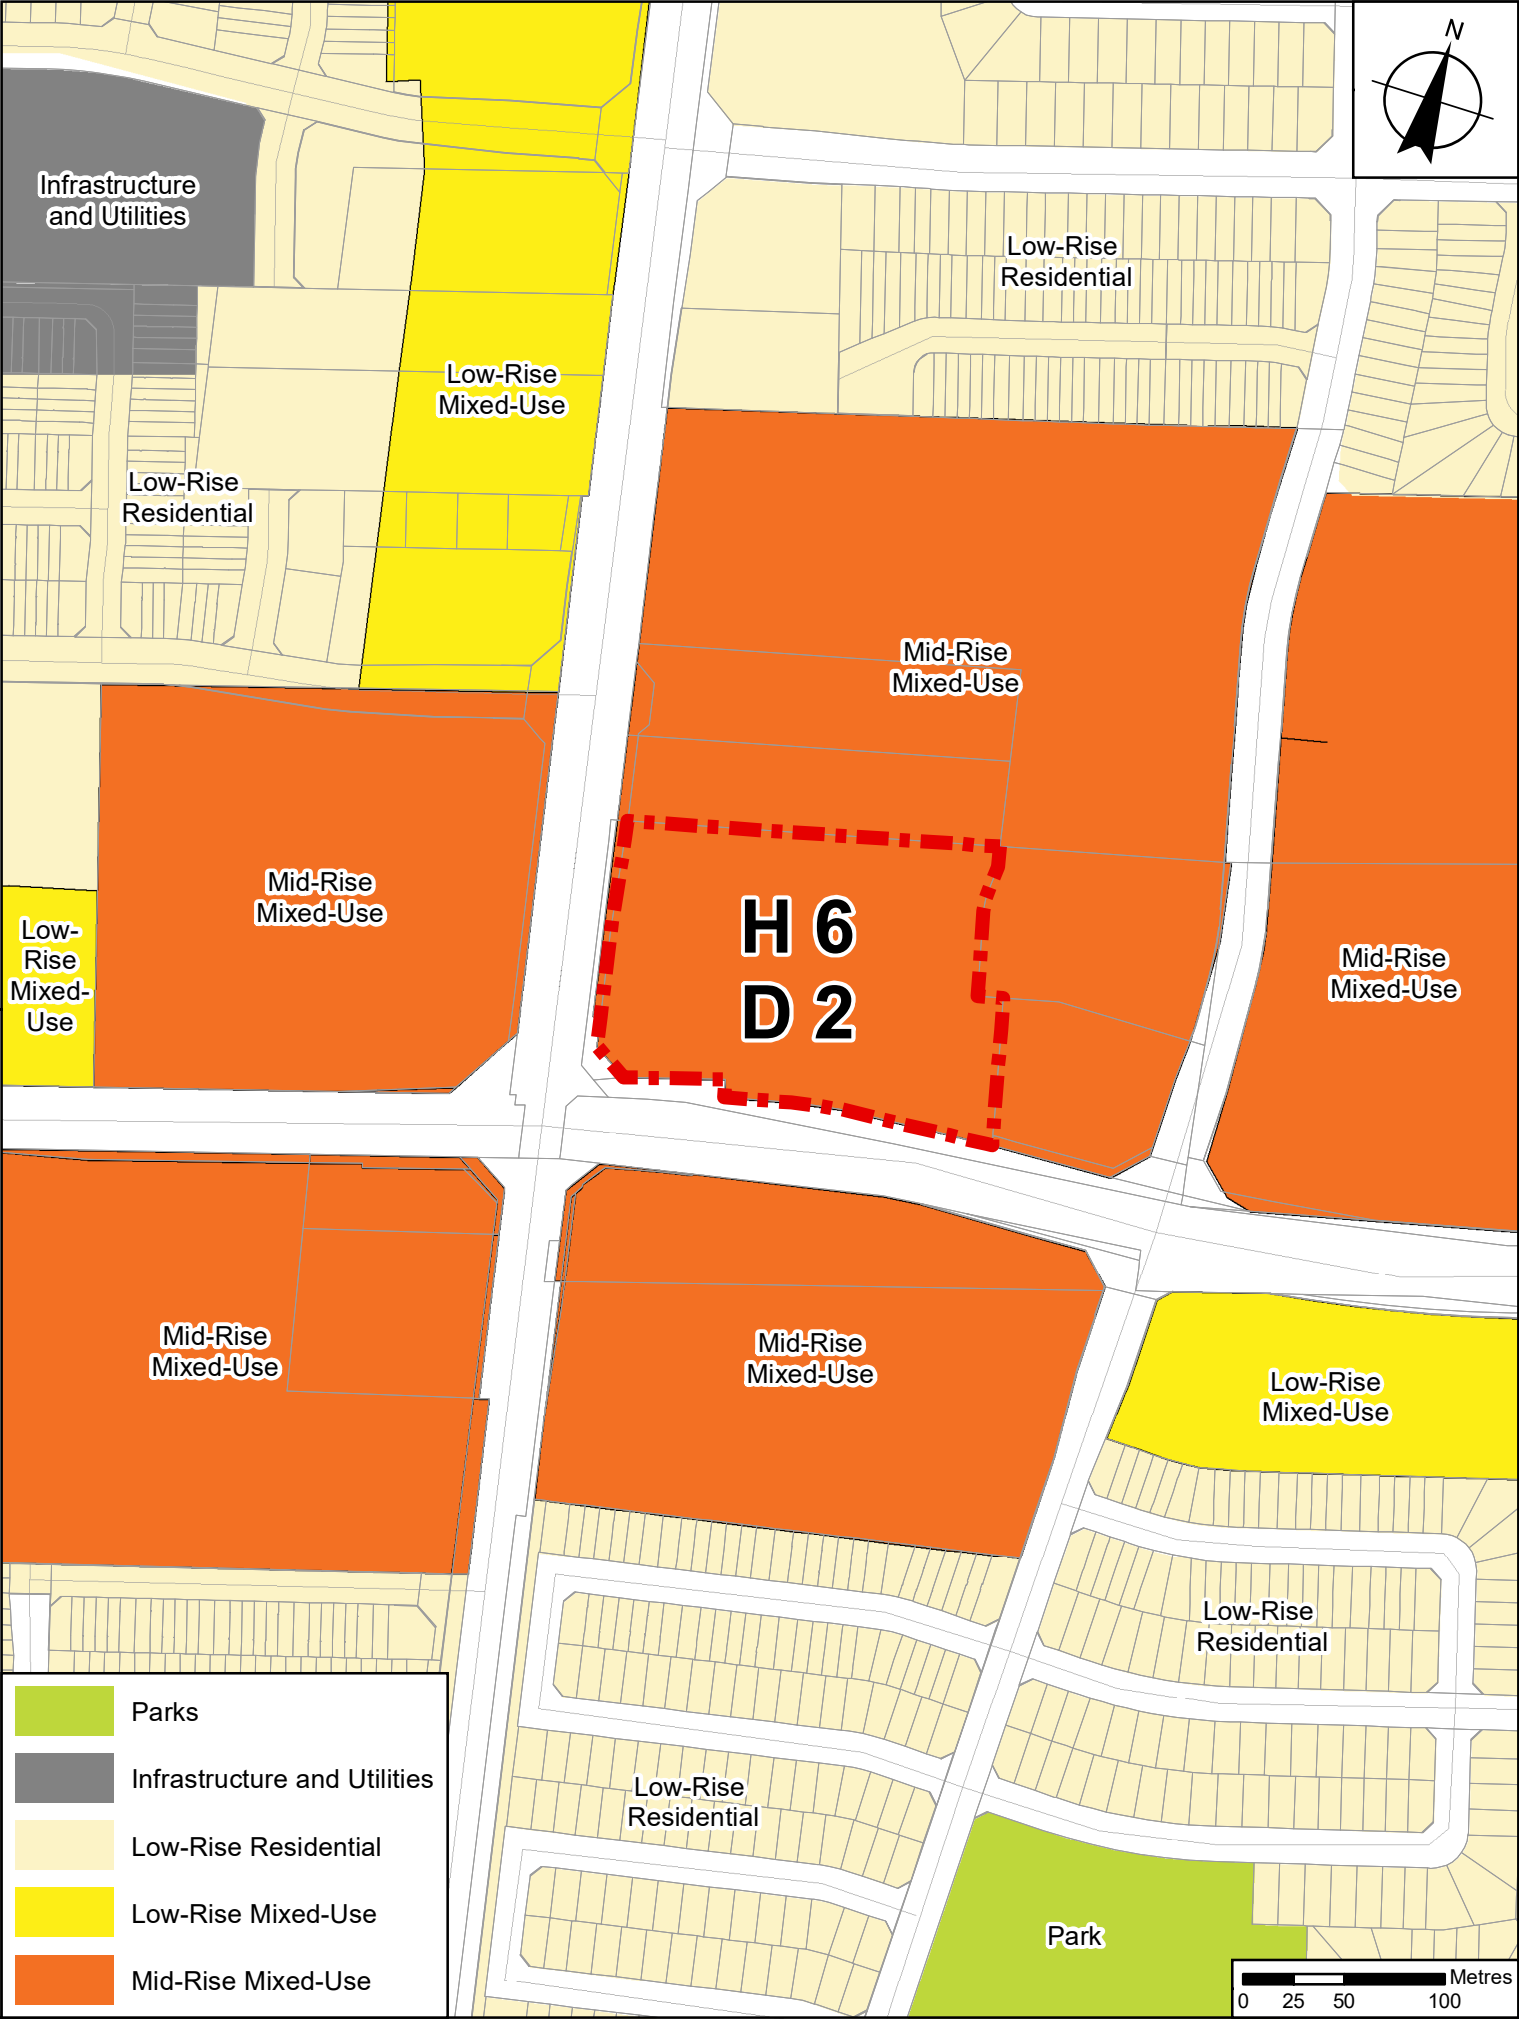 N
Infrastructure
and Utilities
Low-Rise
Residential
Low-Rise
Mixed-Use
Low-Rise
Residential
Mid-Rise
Mixed-Use
Mid-Rise
Mixed-Use
H 6
D 2
Low-
Rise
Mixed-
Use
Mid-Rise
Mixed-Use
Mid-Rise
Mixed-Use
Mid-Rise
Mixed-Use
Low-Rise
Mixed-Use
Low-Rise
Residential
Low-Rise
Residential
Park
Parks
Infrastructure and Utilities
Low-Rise Residential
Low-Rise Mixed-Use
Mid-Rise Mixed-Use
Metres
0 25 50 100